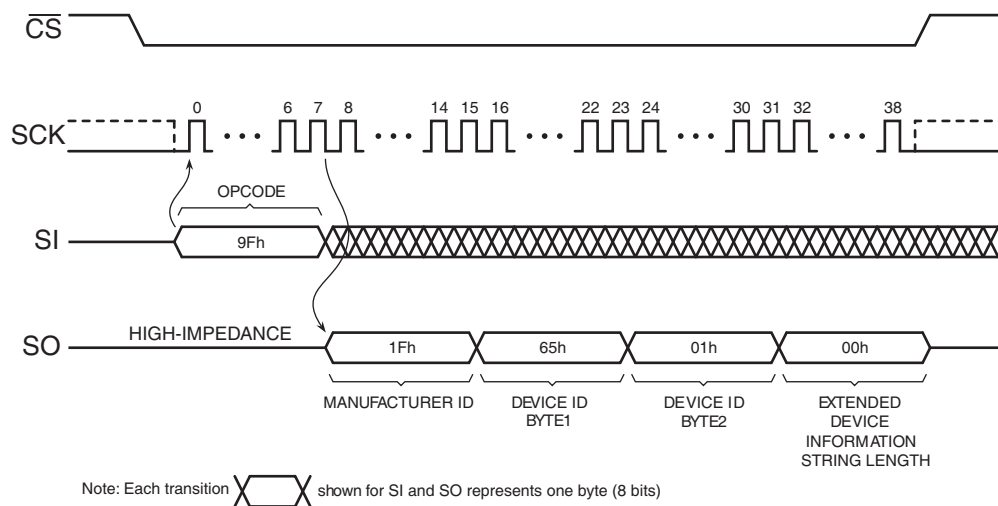 CS
0 6 7 8 14 15 16 22 23 24 30 31 32 38
SCK
OPCODE
SI
9Fh
HIGH-IMPEDANCE
SO
1Fh 65h 01h 00h
MANUFACTURER ID
DEVICE ID
BYTE1
DEVICE ID
BYTE2
EXTENDED
DEVICE
INFORMATION
STRING LENGTH
Note: Each transition shown for SI and SO represents one byte (8 bits)